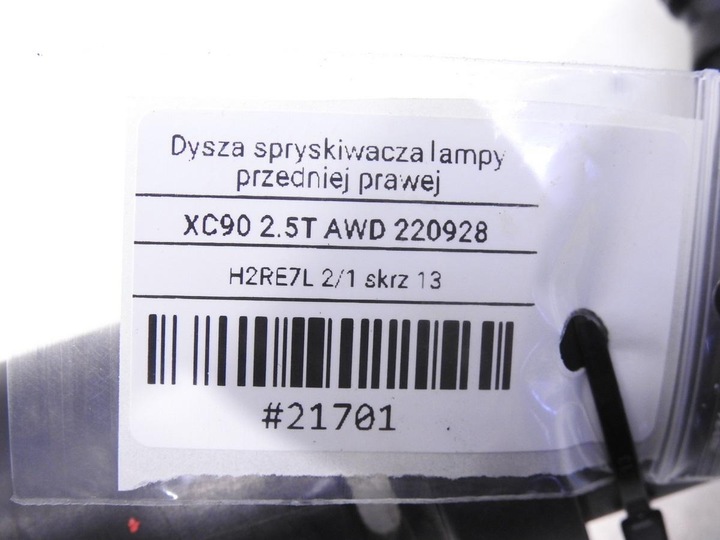 Dysza spryskiwacza lampy
przedniej prawej
XC90 2.5T AWD 220928
H2RE7L 2/1 skrz 13
#21701